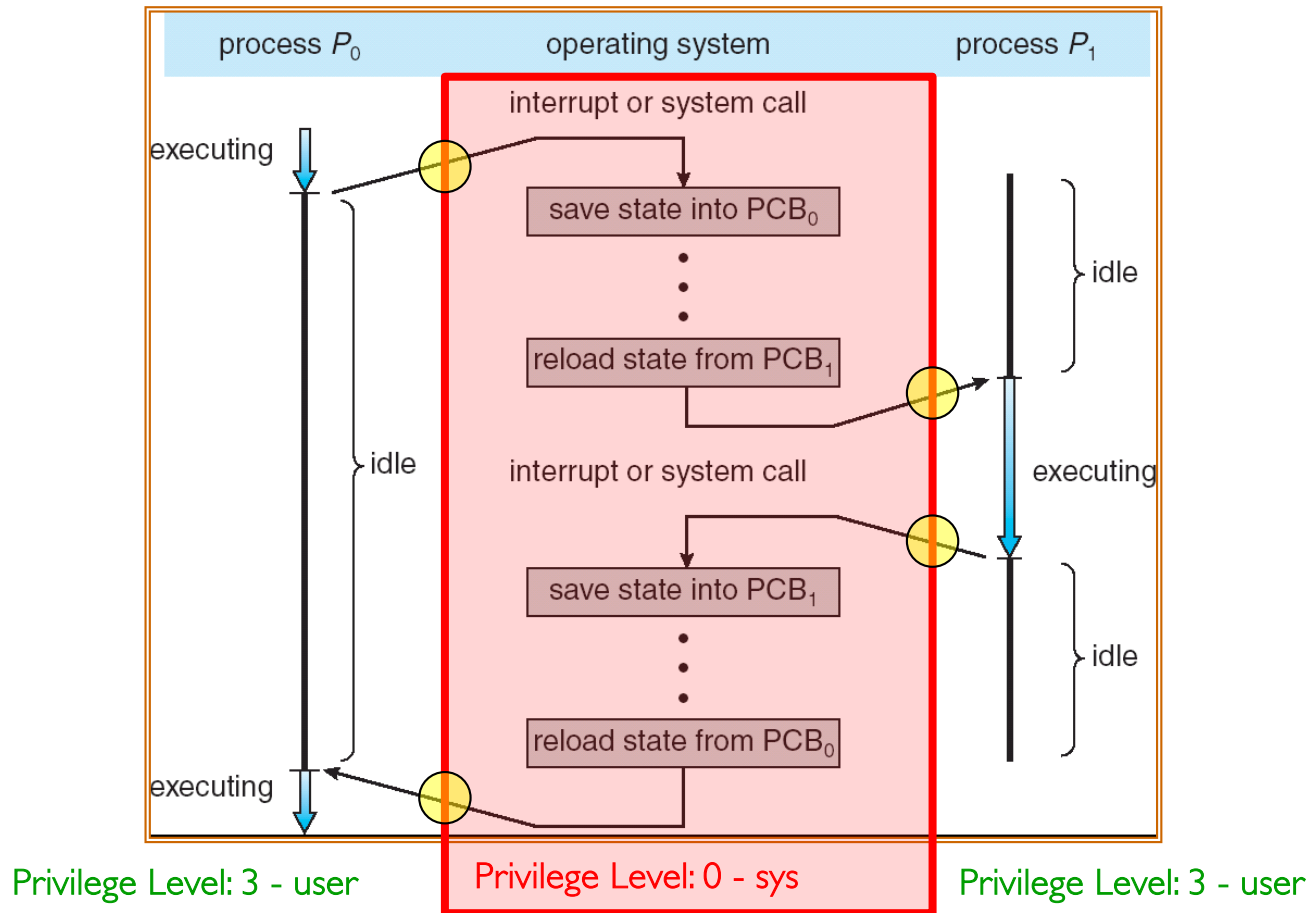 process P₀
operating system
process P₁
interrupt or system call
executing
save state into PCB₀
idle
reload state from PCB₁
idle
interrupt or system call
executing
save state into PCB₁
idle
reload state from PCB₀
executing
Privilege Level: 3 - user
Privilege Level: 0 - sys
Privilege Level: 3 - user